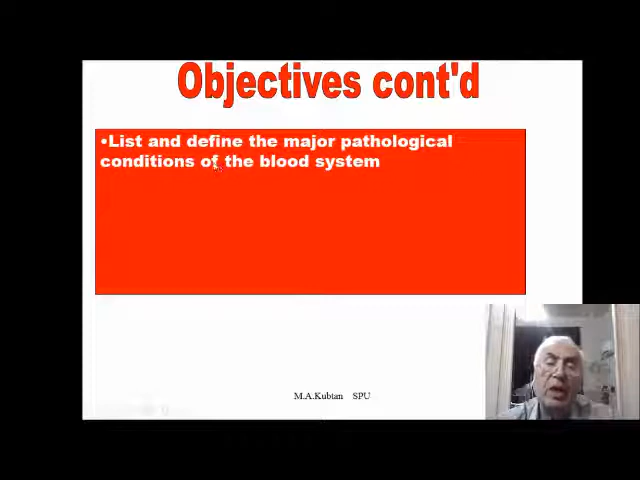 Objectives cont'd
•List and define the major pathological
conditions of the blood system
M.A.Kubtan SPU